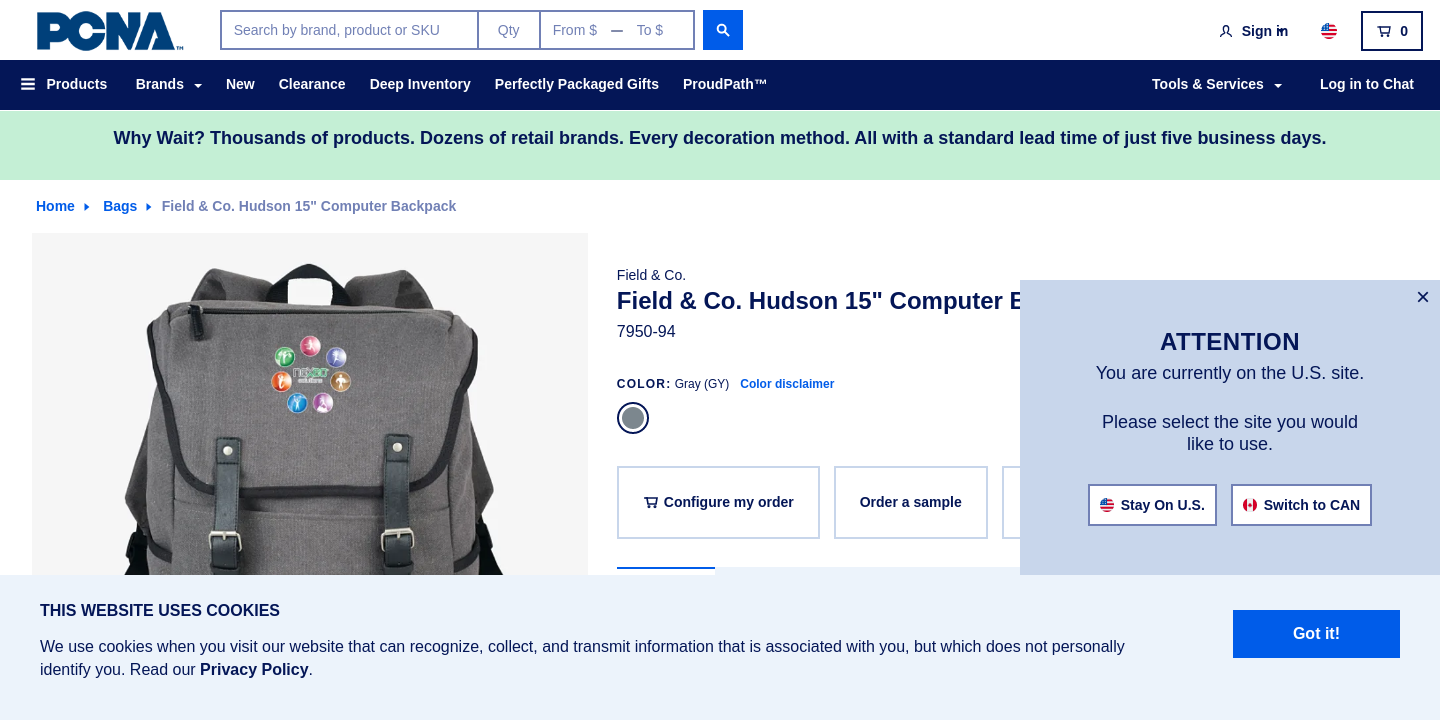 PCNA™
Search by brand, product or SKU
Qty
From $ — To $
Sign in
0
Products
Brands
New
Clearance
Deep Inventory
Perfectly Packaged Gifts
ProudPath™
Tools & Services
Log in to Chat
Why Wait? Thousands of products. Dozens of retail brands. Every decoration method. All with a standard lead time of just five business days.
Home
Bags
Field & Co. Hudson 15" Computer Backpack
nexeo
solutions
Field & Co.
Field & Co. Hudson 15" Computer
7950-94
COLOR: Gray (GY) Color disclaimer
Configure my order
Order a sample
×
ATTENTION
You are currently on the U.S. site.
Please select the site you would
like to use.
Stay On U.S.
Switch to CAN
THIS WEBSITE USES COOKIES
We use cookies when you visit our website that can recognize, collect, and transmit information that is associated with you, but which does not personally
identify you. Read our Privacy Policy.
Got it!